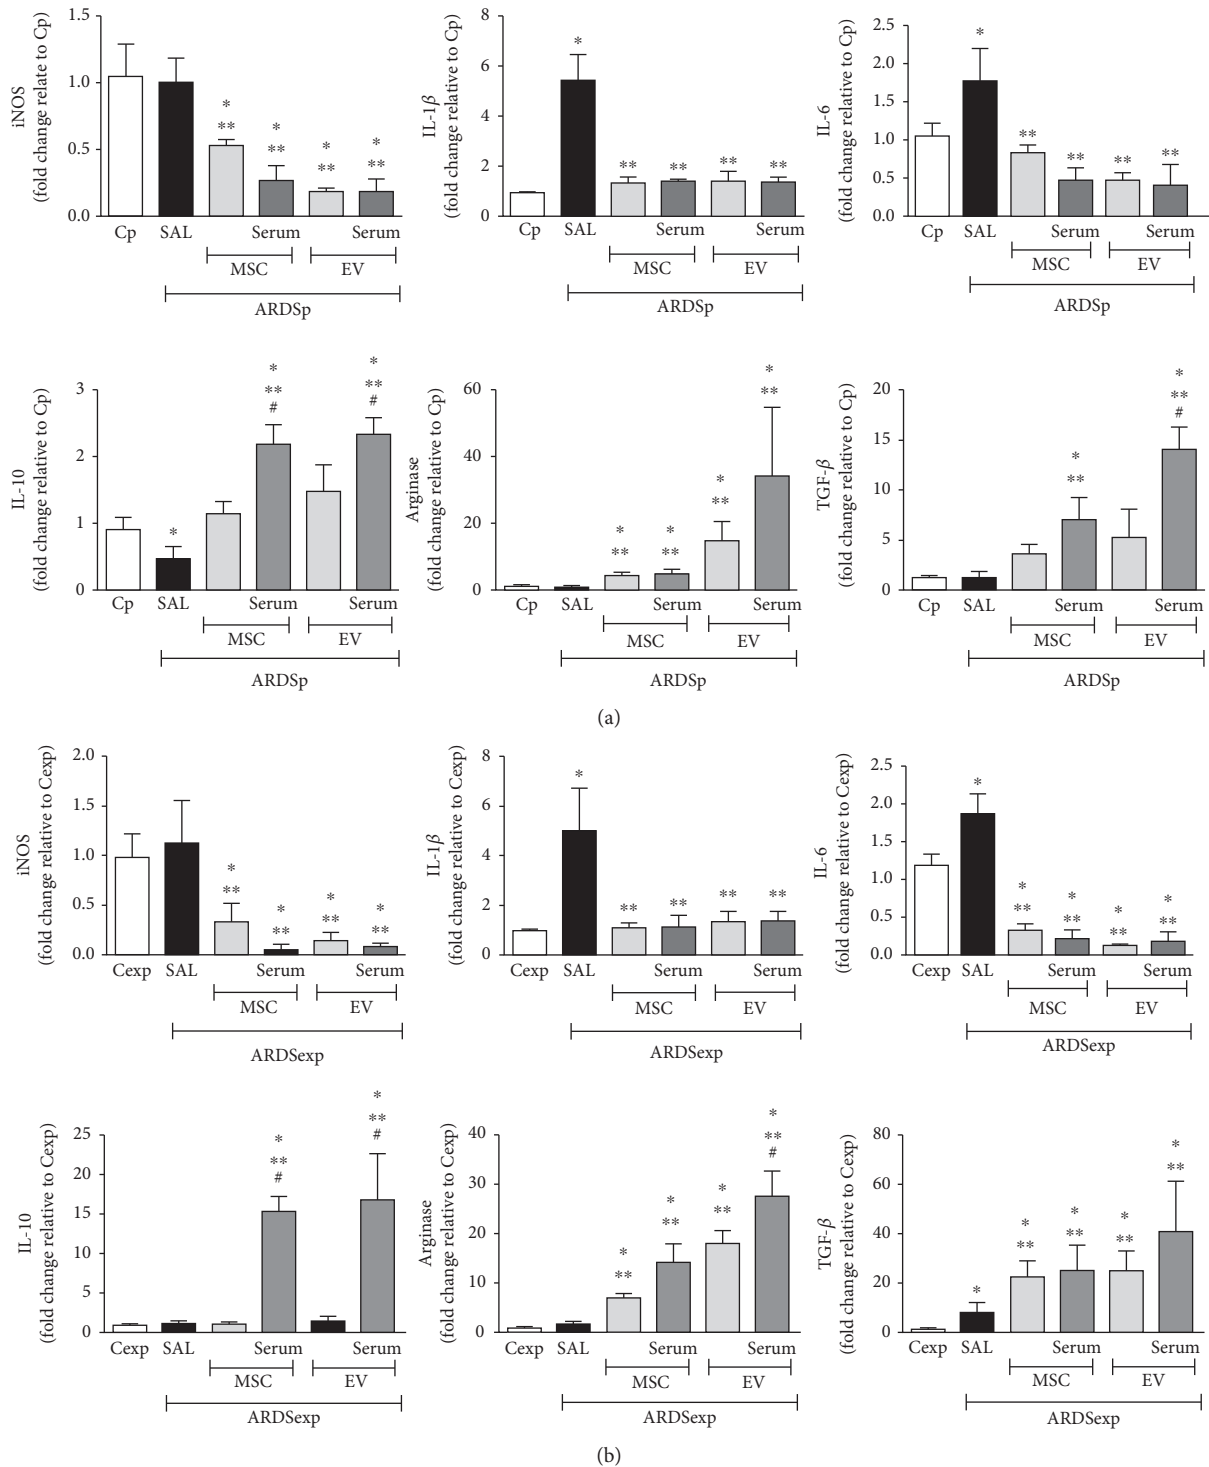 iNOS
(fold change relate to Cp)
1.5
1.0
0.5
0.0
*
**
*
**
*
**
*
**
Cp SAL Serum Serum
MSC EV
ARDSp
IL-1β
(fold change relative to Cp)
8
6
4
2
0
*
** ** ** **
Cp SAL Serum Serum
MSC EV
ARDSp
IL-6
(fold change relative to Cp)
2.5
2.0
1.5
1.0
0.5
0.0
*
** ** ** **
Cp SAL Serum Serum
MSC EV
ARDSp
IL-10
(fold change relative to Cp)
3
2
1
0
*
*
**
#
*
**
#
Cp SAL Serum Serum
MSC EV
ARDSp
Arginase
(fold change relative to Cp)
60
40
20
0
*
**
*
**
*
**
*
**
Cp SAL Serum Serum
MSC EV
ARDSp
TGF-β
(fold change relative to Cp)
20
15
10
5
0
*
**
*
**
#
Cp SAL Serum Serum
MSC EV
ARDSp
(a)
iNOS
(fold change relative to Cexp)
2.0
1.5
1.0
0.5
0.0
*
**
*
**
*
**
*
**
Cexp SAL Serum Serum
MSC EV
ARDSexp
IL-1β
(fold change relative to Cexp)
8
6
4
2
0
*
** ** ** **
Cexp SAL Serum Serum
MSC EV
ARDSexp
IL-6
(fold change relative to Cexp)
2.5
2.0
1.5
1.0
0.5
0.0
*
*
**
*
**
*
**
*
**
Cexp SAL Serum Serum
MSC EV
ARDSexp
IL-10
(fold change relative to Cexp)
25
20
15
10
5
0
*
**
#
*
**
#
Cexp SAL Serum Serum
MSC EV
ARDSexp
Arginase
(fold change relative to Cexp)
40
30
20
10
0
*
**
*
**
*
**
*
**
#
Cexp SAL Serum Serum
MSC EV
ARDSexp
TGF-β
(fold change relative to Cexp)
80
60
40
20
0
*
*
**
*
**
*
**
*
**
Cexp SAL Serum Serum
MSC EV
ARDSexp
(b)